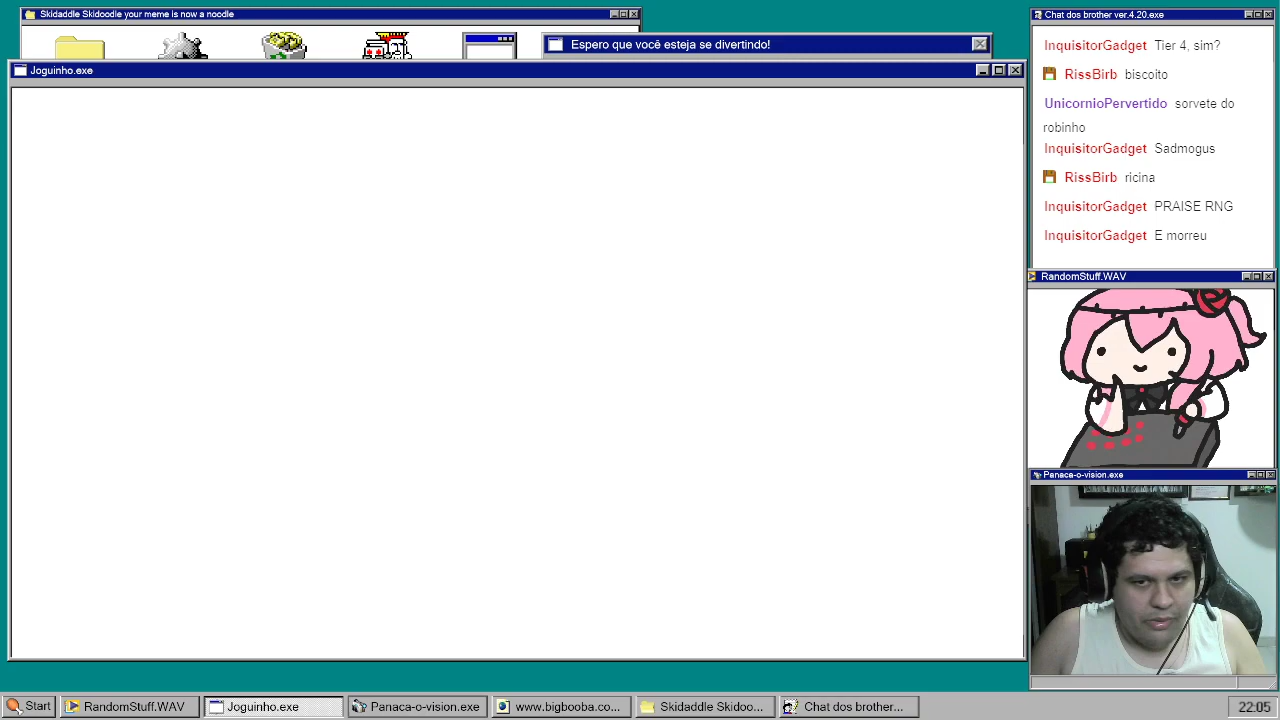 Skidaddle Skidoodle your meme is now a noodle
Espero que você esteja se divertindo!
Joguinho.exe
Chat dos brother ver.4.20.exe
InquisitorGadget Tier 4, sim?
RissBirb biscoito
UnicornioPervertido sorvete do
robinho
InquisitorGadget Sadmogus
RissBirb ricina
InquisitorGadget PRAISE RNG
InquisitorGadget E morreu
RandomStuff.WAV
Panaca-o-vision.exe
Start
RandomStuff.WAV
Joguinho.exe
Panaca-o-vision.exe
www.bigbooba.co...
Skidaddle Skidoo...
Chat dos brother...
22:05